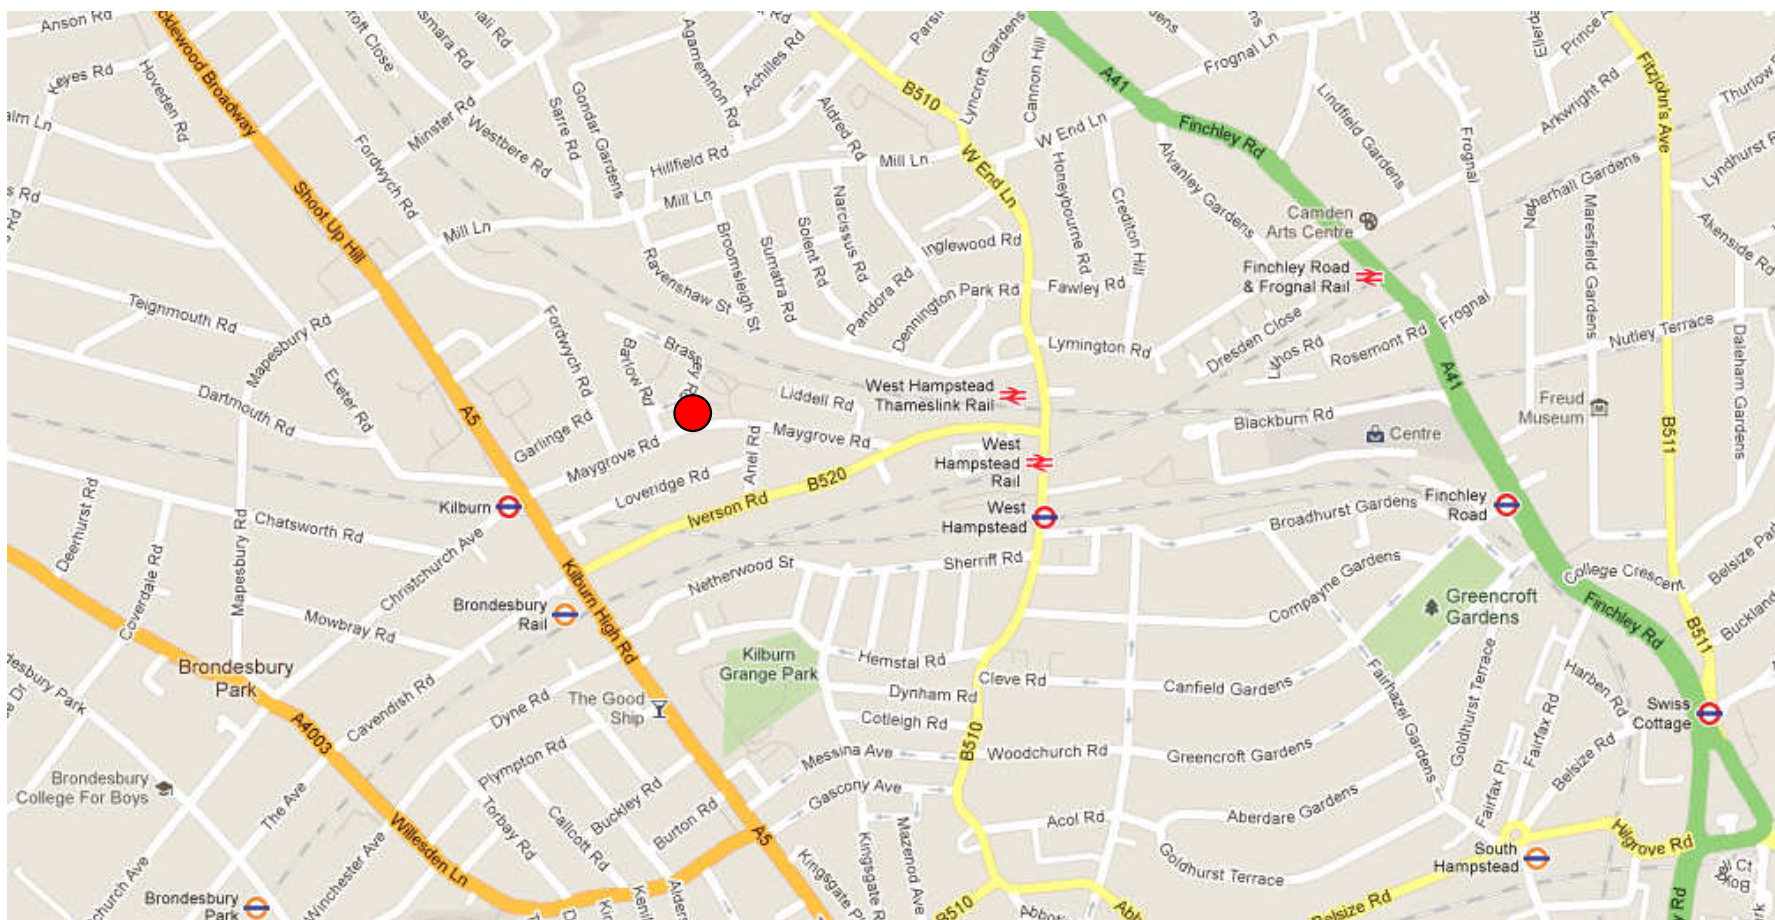 Anson Rd
Cricklewood Broadway
Keyes Rd
Hoveden Rd
Minster Rd
Westbere Rd
Sarre Rd
Gondar Gardens
Agamemnon Rd
Achilles Rd
Hillfield Rd
Aldred Rd
Mill Ln
Mill Ln
Mill Ln
B510
Lyncroft Gardens
Cannon Hill
A41
Frognal Ln
Finchley Rd
W End Ln
W End Ln
Lindfield Gardens
Arkwright Rd
Fitzjohn's Ave
Prince A
Thurlow
Frognal
Netherhall Gardens
Lyndhurst R
Maresfield Gardens
Akenside Rd
Fordwych Rd
Shoot Up Hill
Ravenshaw St
Broomsleigh St
Sumatra Rd
Solent Rd
Narcissus Rd
Pandora Rd
Inglewood Rd
Dennington Park Rd
Honeybourne Rd
Crediton Hill
Fawley Rd
Alvanley Gardens
Camden
Arts Centre
Finchley Road
& Frognal Rail
Lymington Rd
Dresden Close
Rosemont Rd
Frognal
Nutley Terrace
Daleham Gardens
Teignmouth Rd
Mapesbury Rd
Exeter Rd
Dartmouth Rd
Fordwych Rd
Barlow Rd
Brassey Rd
Liddell Rd
Garlinge Rd
Maygrove Rd
Maygrove Rd
Ariel Rd
Loveridge Rd
Iverson Rd
B520
A5
West Hampstead
Thameslink Rail
West
Hampstead
Rail
West
Hampstead
Blackburn Rd
Centre
Freud
Museum
A41
B511
Finchley
Road
Broadhurst Gardens
Kilburn
Chatsworth Rd
Deerhurst Rd
Mapesbury Rd
Christchurch Ave
Coverdale Rd
Mowbray Rd
Brondesbury
Rail
Kilburn High Rd
Netherwood St
Sherriff Rd
Compayne Gardens
Greencroft
Gardens
College Crescent
Finchley Rd
Belsize Par
Buckland
B511
Brondesbury
Park
Kilburn
Grange Park
Hemstal Rd
Cleve Rd
Dynham Rd
Cotleigh Rd
Canfield Gardens
Fairhazel Gardens
Goldhurst Terrace
Harben Rd
Fairfax Rd
Swiss
Cottage
The Good
Ship
Dyne Rd
Cavendish Rd
A4003
Plympton Rd
Messina Ave
B510
Woodchurch Rd
Greencroft Gardens
Belsize Rd
Brondesbury
College For Boys
The Ave
Willesden Ln
Torbay Rd
Callcott Rd
Buckley Rd
Burton Rd
A5
Gascony Ave
Acol Rd
Aberdare Gardens
Fairfax Pl
Hilgrove Rd
South
Hampstead
Goldhurst Terrace
Winchester Ave
church Ave
Brondesbury
Park
Kingsgate Rd
Mazenod Ave
Kingsgate P
B510
Abbot
Abb
Belsize Rd
y Rd